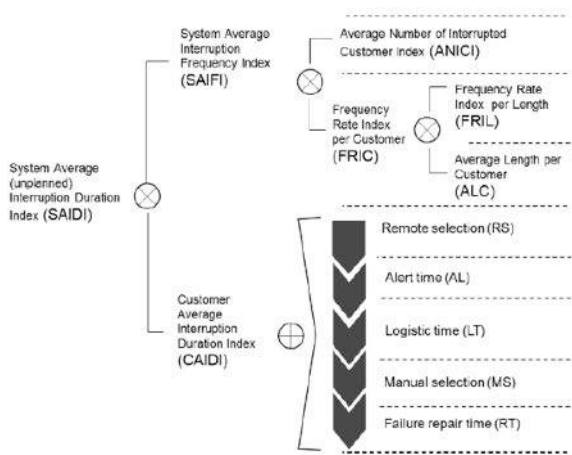 System Average
Interruption
Frequency Index
(SAIFI)
Average Number of Interrupted
Customer Index (ANICI)
Frequency
Rate Index
per Customer
(FRIC)
Frequency Rate
Index per Length
(FRIL)
Average Length per
Customer
(ALC)
System Average
(unplanned)
Interruption Duration
Index (SAIDI)
Customer
Average
Interruption
Duration Index
(CAIDI)
Remote selection (RS)
Alert time (AL)
Logistic time (LT)
Manual selection (MS)
Failure repair time (RT)